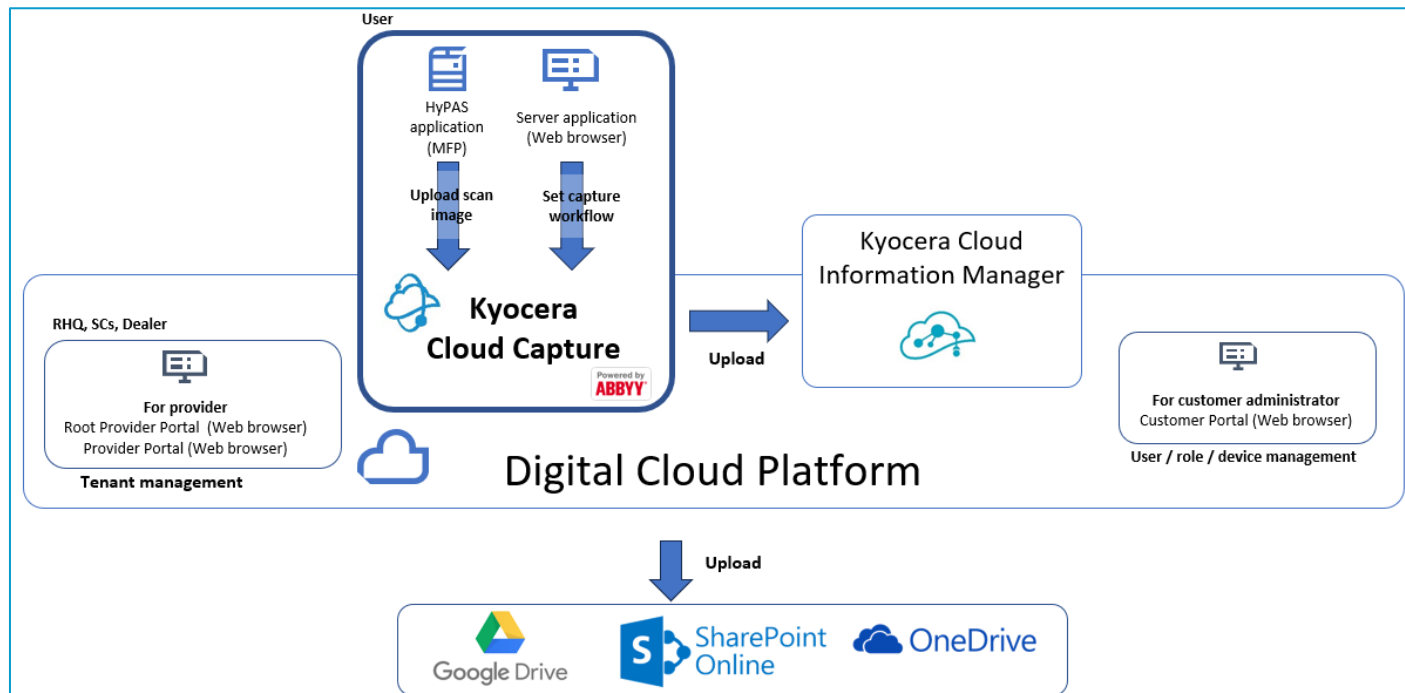 User
HyPAS
application
(MFP)
Server application
(Web browser)
Upload scan
image
Set capture
workflow
Kyocera
Cloud Capture
Powered by
ABBYY
Upload
Kyocera Cloud
Information Manager
RHQ, SCs, Dealer
For provider
Root Provider Portal (Web browser)
Provider Portal (Web browser)
Tenant management
For customer administrator
Customer Portal (Web browser)
User / role / device management
Digital Cloud Platform
Upload
Google Drive
S
SharePoint
Online
OneDrive